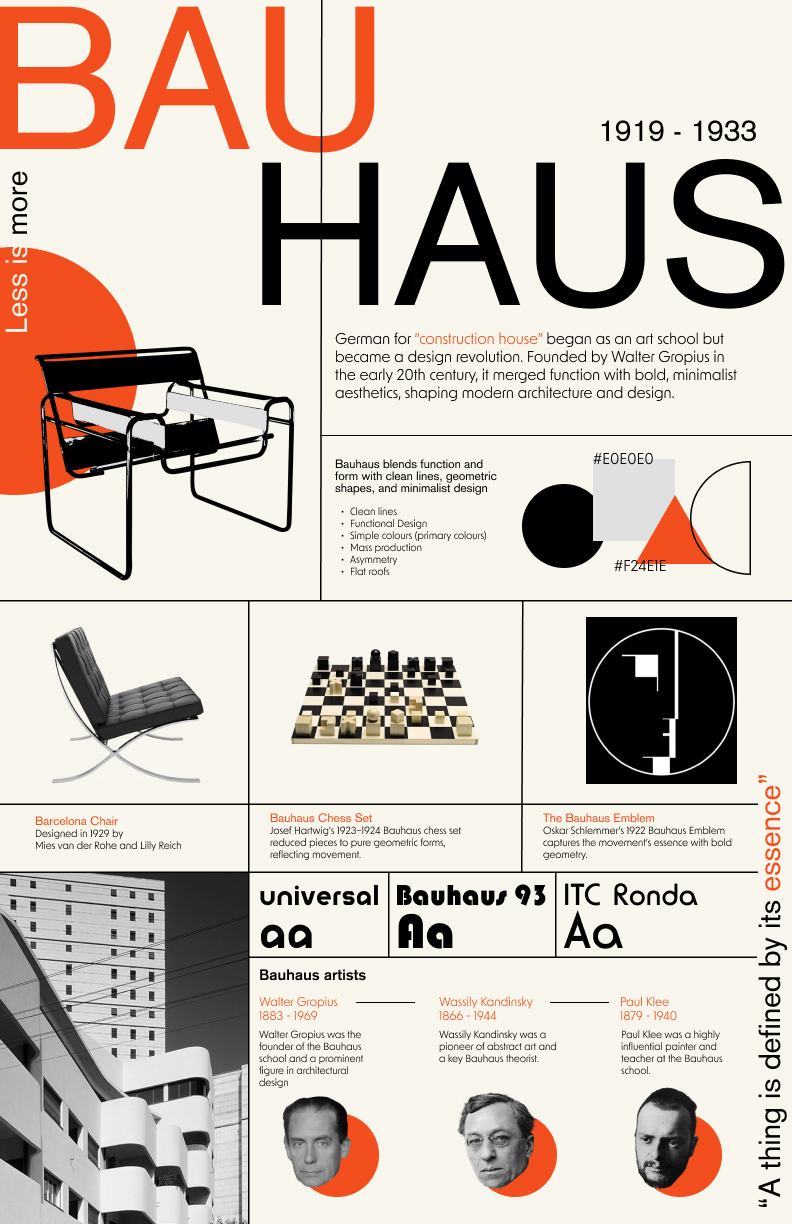 BAU
HAUS
1919 - 1933
Less is more
German for “construction house” began as an art school but
became a design revolution. Founded by Walter Gropius in
the early 20th century, it merged function with bold, minimalist
aesthetics, shaping modern architecture and design.
Bauhaus blends function and
form with clean lines, geometric
shapes, and minimalist design
• Clean lines
• Functional Design
• Simple colours (primary colours)
• Mass production
• Asymmetry
• Flat roofs
#E0E0E0
#F24E1E
Barcelona Chair
Designed in 1929 by
Mies van der Rohe and Lilly Reich
Bauhaus Chess Set
Josef Hartwig's 1923–1924 Bauhaus chess set
reduced pieces to pure geometric forms,
reflecting movement.
The Bauhaus Emblem
Oskar Schlemmer's 1922 Bauhaus Emblem
captures the movement's essence with bold
geometry.
universal
aa
Bauhaus 93
Aa
ITC Ronda
Aa
Bauhaus artists
Walter Gropius
1883 - 1969
Walter Gropius was the
founder of the Bauhaus
school and a prominent
figure in architectural
design
Wassily Kandinsky
1866 - 1944
Wassily Kandinsky was a
pioneer of abstract art and
a key Bauhaus theorist.
Paul Klee
1879 - 1940
Paul Klee was a highly
influential painter and
teacher at the Bauhaus
school.
“A thing is defined by its essence”